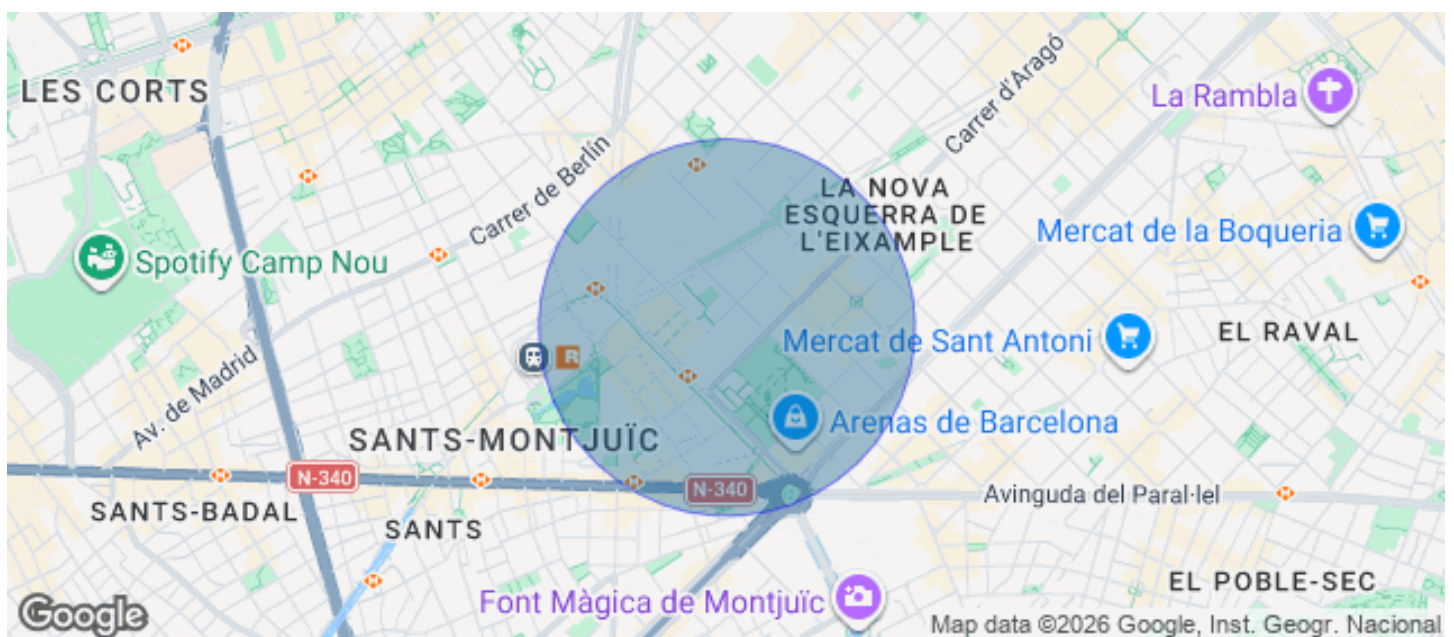 LES CORTS
Carrer d'Aragó
La Rambla
Carrer de Berlín
LA NOVA
ESQUERRA DE
L'EIXAMPLE
Mercat de la Boqueria
Spotify Camp Nou
Mercat de Sant Antoni
EL RAVAL
R
Av. de Madrid
Arenas de Barcelona
SANTS-MONTJUÏC
N-340
N-340
Avinguda del Paral·lel
SANTS-BADAL
SANTS
EL POBLE-SEC
Font Màgica de Montjuïc
Google
Map data ©2026 Google, Inst. Geogr. Nacional